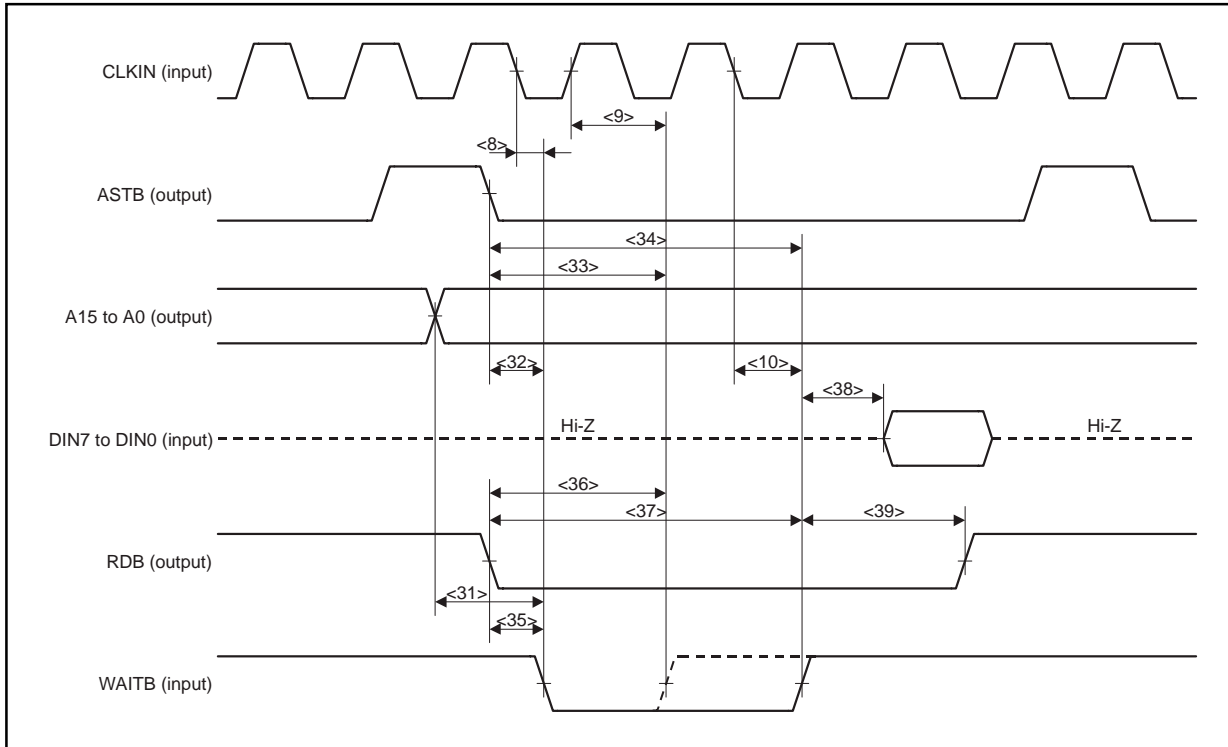 CLKIN (input)
<9>
<8>
ASTB (output)
<34>
<33>
A15 to A0 (output)
<32>
<10>
<38>
Hi-Z
Hi-Z
DIN7 to DIN0 (input)
<36>
<37>
<39>
RDB (output)
<31>
<35>
WAITB (input)